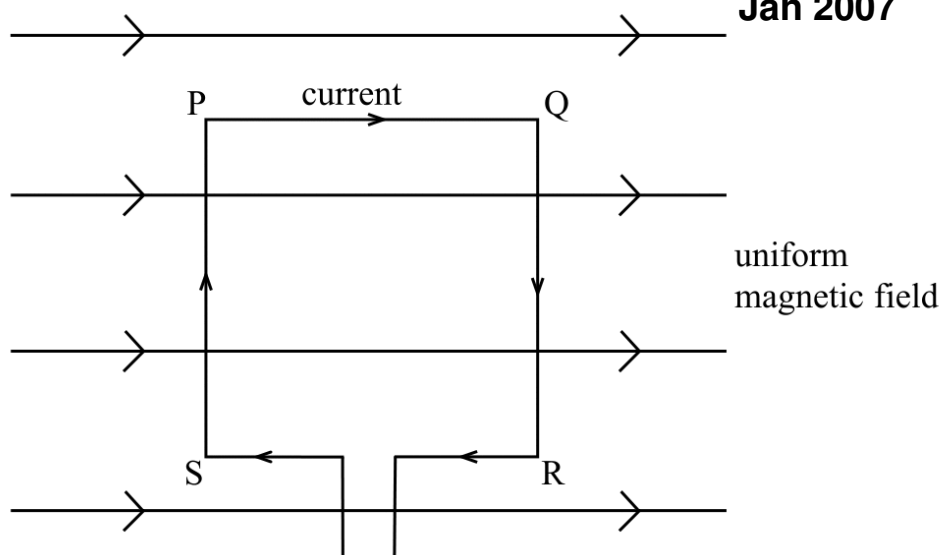 Jan 2007
P
current
Q
uniform
magnetic field
S
R